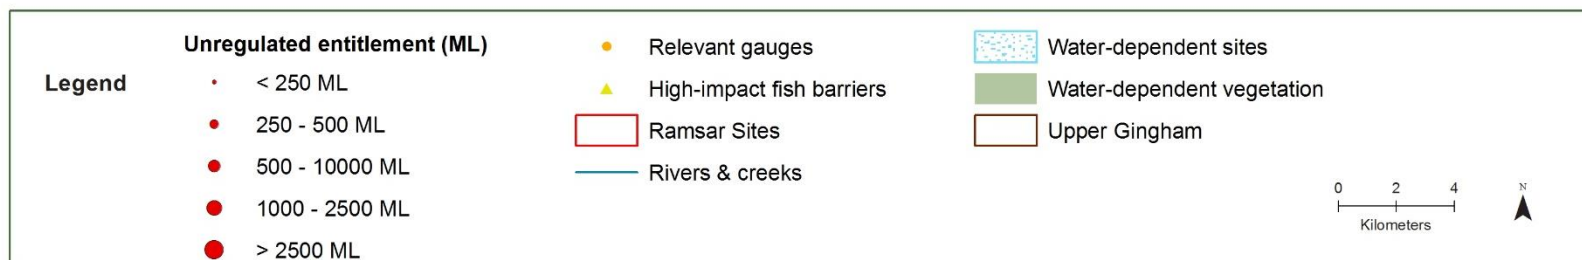 Legend
Unregulated entitlement (ML)
< 250 ML
250 - 500 ML
500 - 10000 ML
1000 - 2500 ML
> 2500 ML
Relevant gauges
High-impact fish barriers
Ramsar Sites
Rivers & creeks
Water-dependent sites
Water-dependent vegetation
Upper Gingham
0 2 4
Kilometers
N